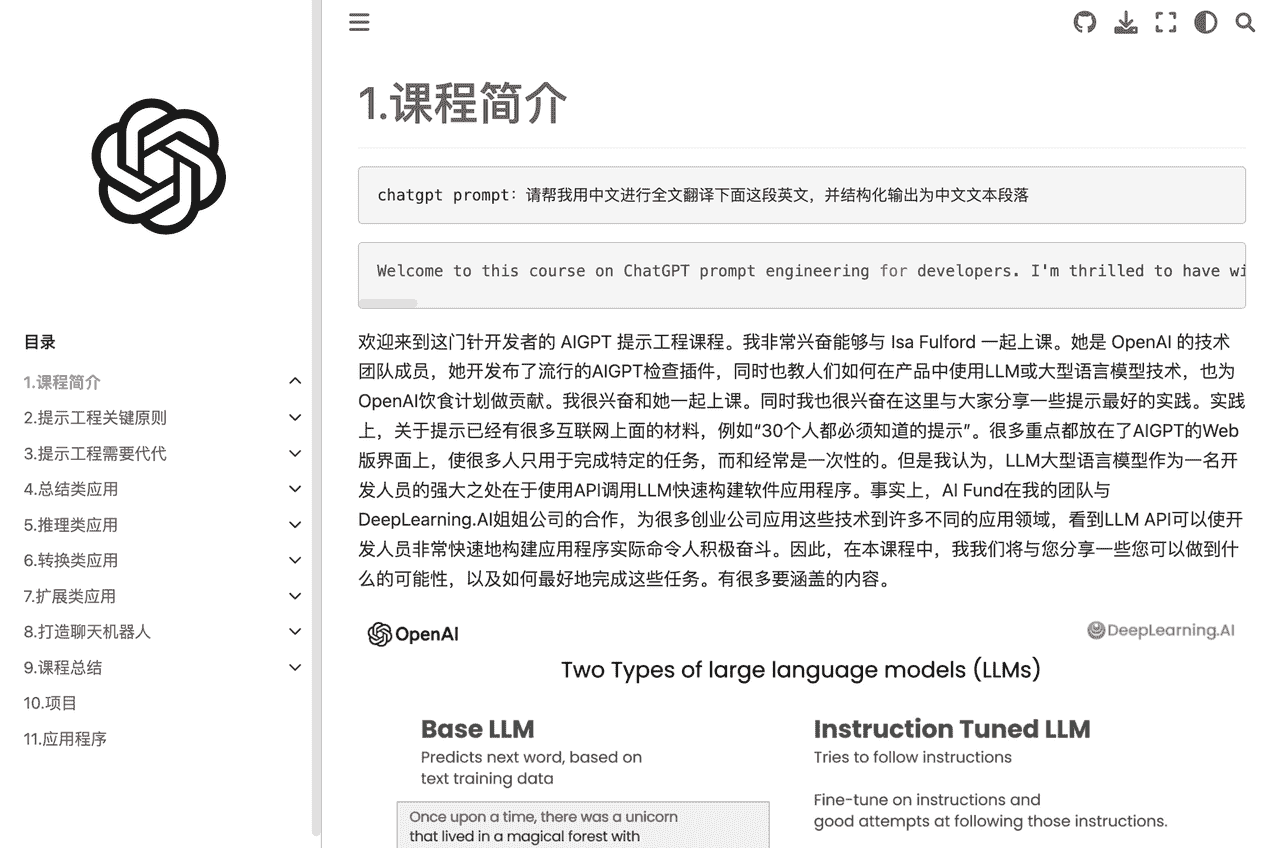 目录
1.课程简介
2.提示工程关键原则
3.提示工程需要代代
4.总结类应用
5.推理类应用
6.转换类应用
7.扩展类应用
8.打造聊天机器人
9.课程总结
10.项目
11.应用程序
1.课程简介
chatgpt prompt：请帮我用中文进行全文翻译下面这段英文，并结构化输出为中文文本段落
Welcome to this course on ChatGPT prompt engineering for developers. I'm thrilled to have wi
欢迎来到这门针开发者的 AIGPT 提示工程课程。我非常兴奋能够与 Isa Fulford 一起上课。她是 OpenAI 的技术
团队成员，她开发布了流行的AIGPT检查插件，同时也教人们如何在产品中使用LLM或大型语言模型技术，也为
OpenAI饮食计划做贡献。我很兴奋和她一起上课。同时我也很兴奋在这里与大家分享一些提示最好的实践。实践
上，关于提示已经有很多互联网上面的材料，例如“30个人都必须知道的提示”。很多重点都放在了AIGPT的Web
版界面上，使很多人只用于完成特定的任务，而和经常是一次性的。但是我认为，LLM大型语言模型作为一名开
发人员的强大之处在于使用API调用LLM快速构建软件应用程序。事实上，AI Fund在我的团队与
DeepLearning.AI姐姐公司的合作，为很多创业公司应用这些技术到许多不同的应用领域，看到LLM API可以使开
发人员非常快速地构建应用程序实际命令人积极奋斗。因此，在本课程中，我我们将与您分享一些您可以做到什
么的可能性，以及如何最好地完成这些任务。有很多要涵盖的内容。
OpenAI
DeepLearning.AI
Two Types of large language models (LLMs)
Base LLM
Predicts next word, based on
text training data
Once upon a time, there was a unicorn
that lived in a magical forest with
Instruction Tuned LLM
Tries to follow instructions
Fine-tune on instructions and
good attempts at following those instructions.